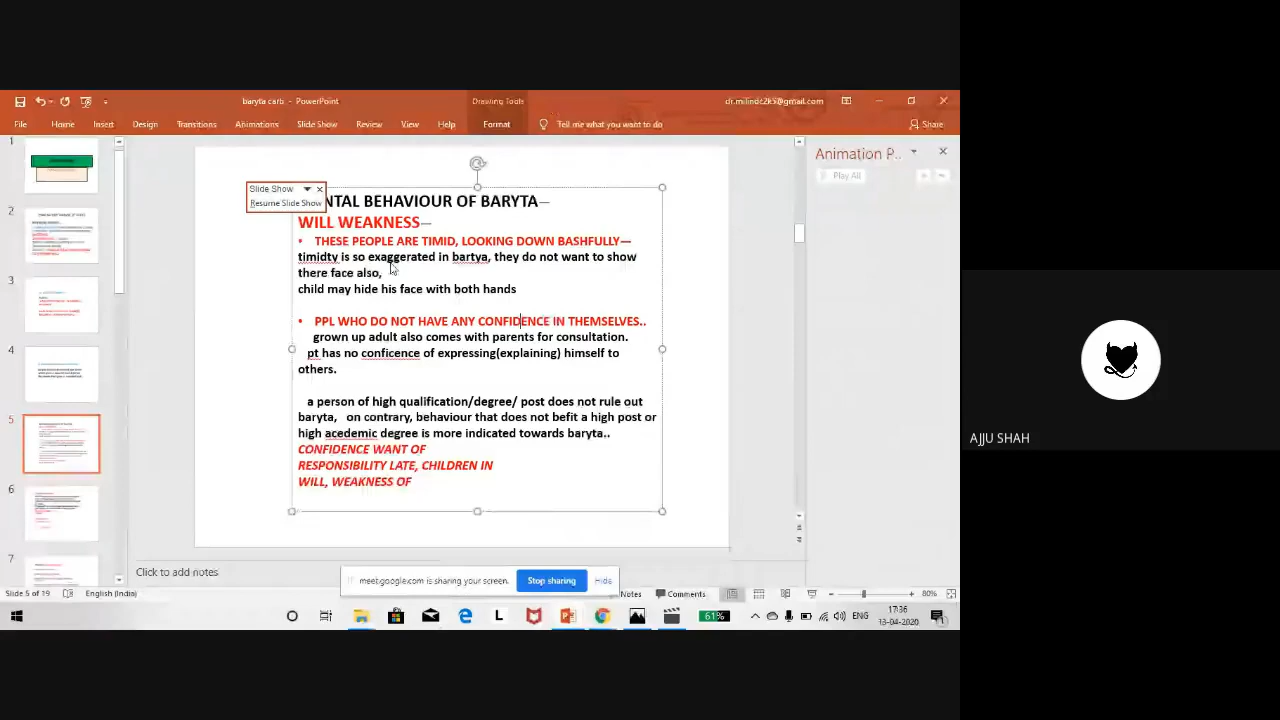 baryta carb - PowerPoint
Drawing Tools
dr.milindr2k5@gmail.com
File Home Insert Design Transitions Animations Slide Show Review View Help Format Tell me what you want to do Share
1
2
3
4
5
6
7
Slide Show
Resume Slide Show
NTAL BEHAVIOUR OF BARYTA—
WILL WEAKNESS—
• THESE PEOPLE ARE TIMID, LOOKING DOWN BASHFULLY—
timidty is so exaggerated in bartya, they do not want to show
there face also,
child may hide his face with both hands
• PPL WHO DO NOT HAVE ANY CONFIDENCE IN THEMSELVES..
grown up adult also comes with parents for consultation.
pt has no conficence of expressing(explaining) himself to
others.
a person of high qualification/degree/ post does not rule out
baryta, on contrary, behaviour that does not befit a high post or
high acedemic degree is more indicated towards baryta..
CONFIDENCE WANT OF
RESPONSIBILITY LATE, CHILDREN IN
WILL, WEAKNESS OF
Animation P..
Play All
AJJU SHAH
Click to add notes
meet.google.com is sharing your screen. Stop sharing Hide
Slide 5 of 19 English (India) Notes Comments 80%
61% ENG
17:36
13-04-2020